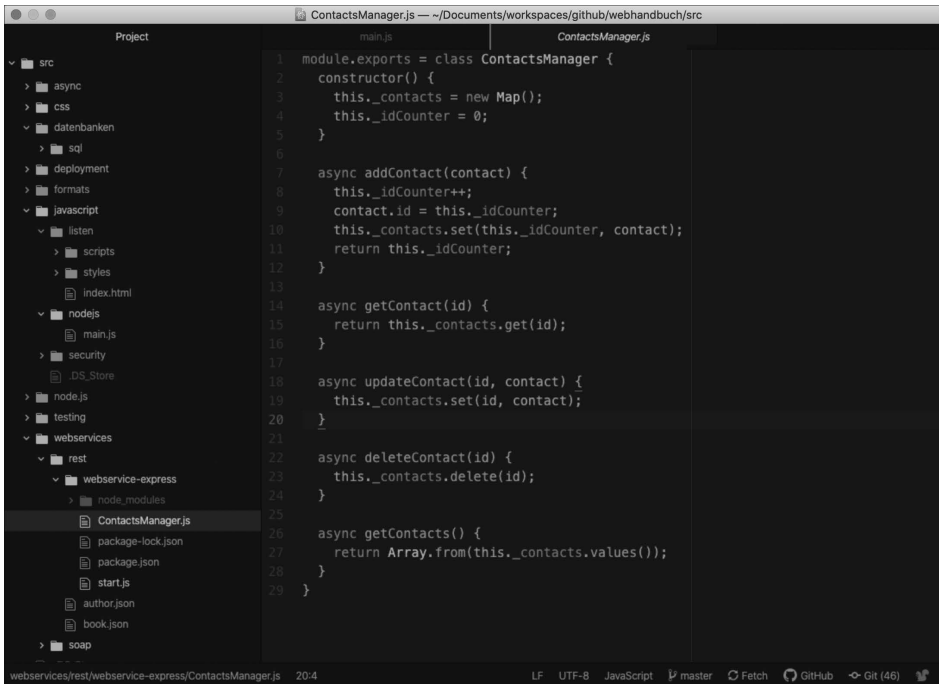 ContactsManager.js — ~/Documents/workspaces/github/webhandbuch/src
Project
main.js
ContactsManager.js
src
async
css
datenbanken
sql
deployment
formats
javascript
listen
scripts
styles
index.html
nodejs
main.js
security
.DS_Store
node.js
testing
webservices
rest
webservice-express
node_modules
ContactsManager.js
package-lock.json
package.json
start.js
author.json
book.json
soap
1 module.exports = class ContactsManager {
2 constructor() {
3 this._contacts = new Map();
4 this._idCounter = 0;
5 }
6
7 async addContact(contact) {
8 this._idCounter++;
9 contact.id = this._idCounter;
10 this._contacts.set(this._idCounter, contact);
11 return this._idCounter;
12 }
13
14 async getContact(id) {
15 return this._contacts.get(id);
16 }
17
18 async updateContact(id, contact) {
19 this._contacts.set(id, contact);
20 }
21
22 async deleteContact(id) {
23 this._contacts.delete(id);
24 }
25
26 async getContacts() {
27 return Array.from(this._contacts.values());
28 }
29 }
webservices/rest/webservice-express/ContactsManager.js 20:4 LF UTF-8 JavaScript master Fetch GitHub Git (46)